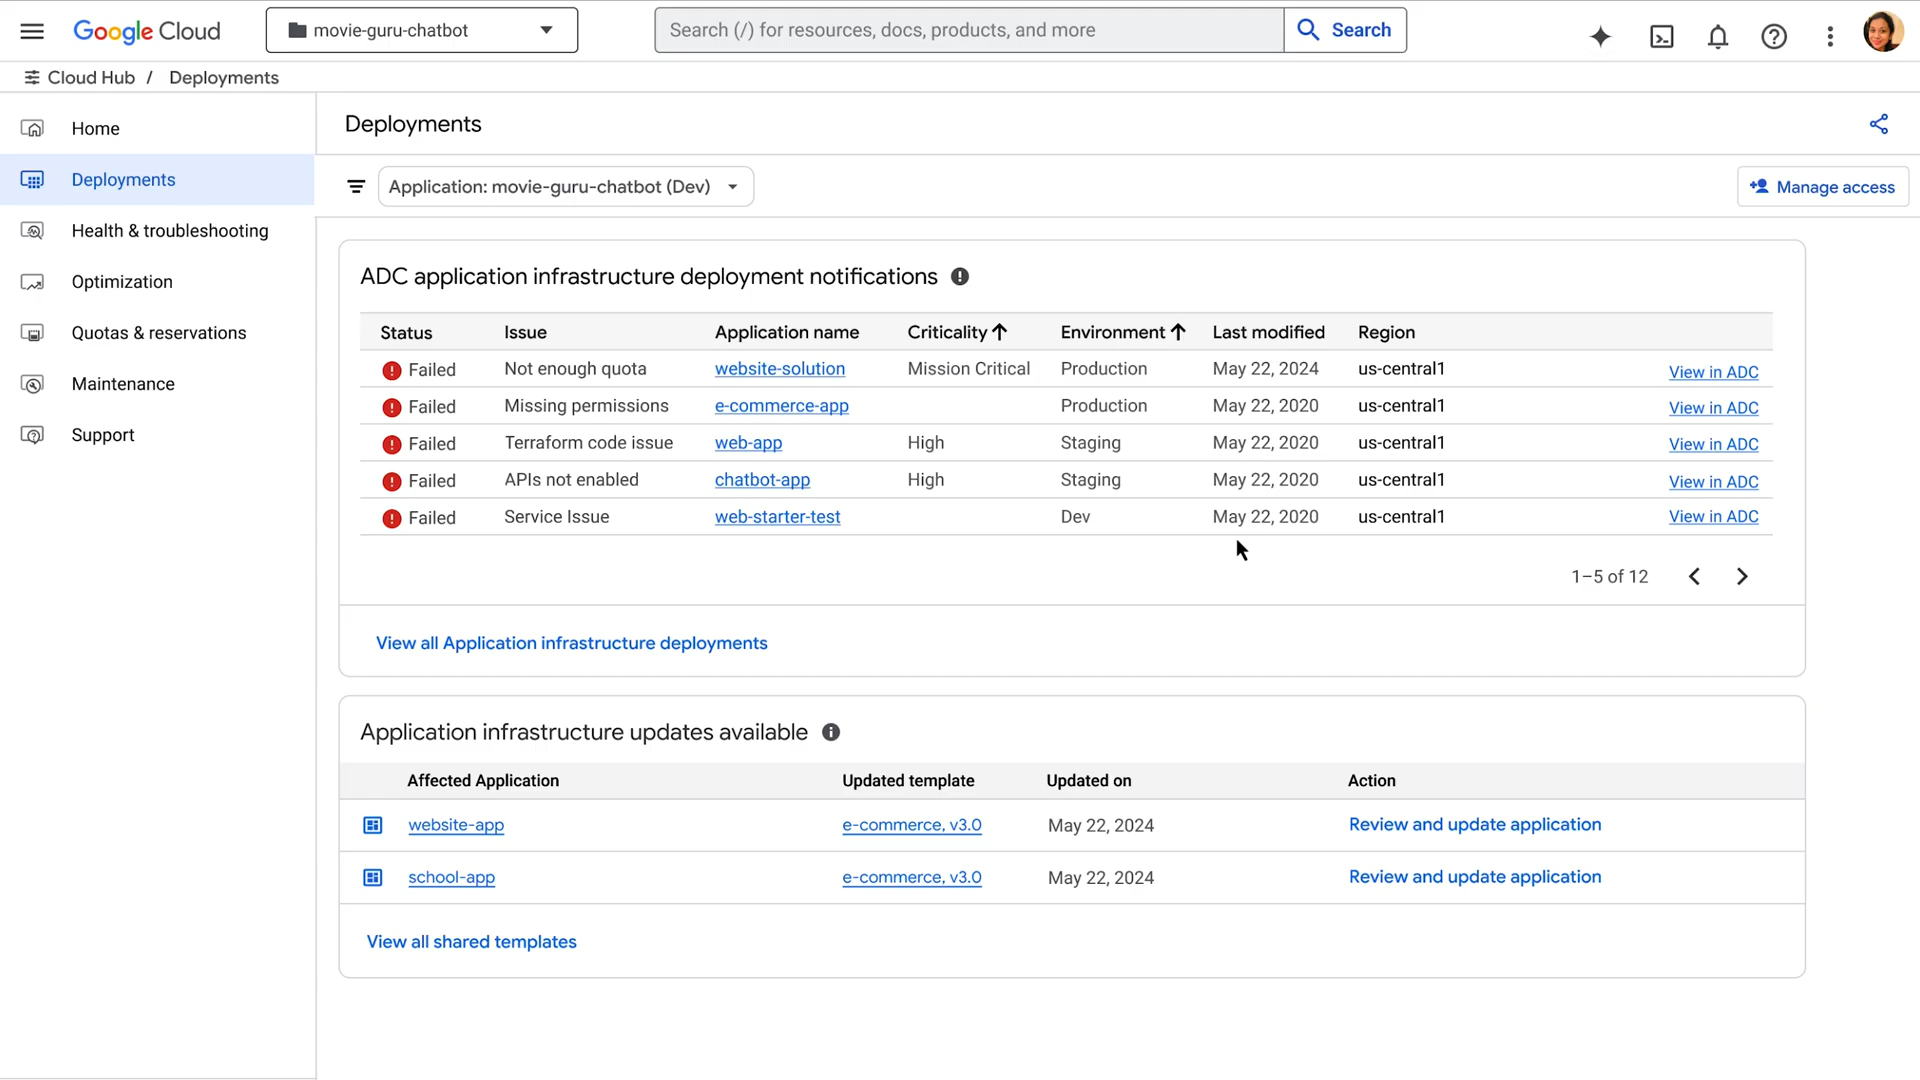 Google Cloud
movie-guru-chatbot
Search (/) for resources, docs, products, and more
Search
Cloud Hub / Deployments
Home
Deployments
Health & troubleshooting
Optimization
Quotas & reservations
Maintenance
Support
Deployments
Application: movie-guru-chatbot (Dev)
Manage access
ADC application infrastructure deployment notifications
Status Issue Application name Criticality Environment Last modified Region
Failed Not enough quota website-solution Mission Critical Production May 22, 2024 us-central1 View in ADC
Failed Missing permissions e-commerce-app Production May 22, 2020 us-central1 View in ADC
Failed Terraform code issue web-app High Staging May 22, 2020 us-central1 View in ADC
Failed APIs not enabled chatbot-app High Staging May 22, 2020 us-central1 View in ADC
Failed Service Issue web-starter-test Dev May 22, 2020 us-central1 View in ADC
1–5 of 12
View all Application infrastructure deployments
Application infrastructure updates available
Affected Application Updated template Updated on Action
website-app e-commerce, v3.0 May 22, 2024 Review and update application
school-app e-commerce, v3.0 May 22, 2024 Review and update application
View all shared templates